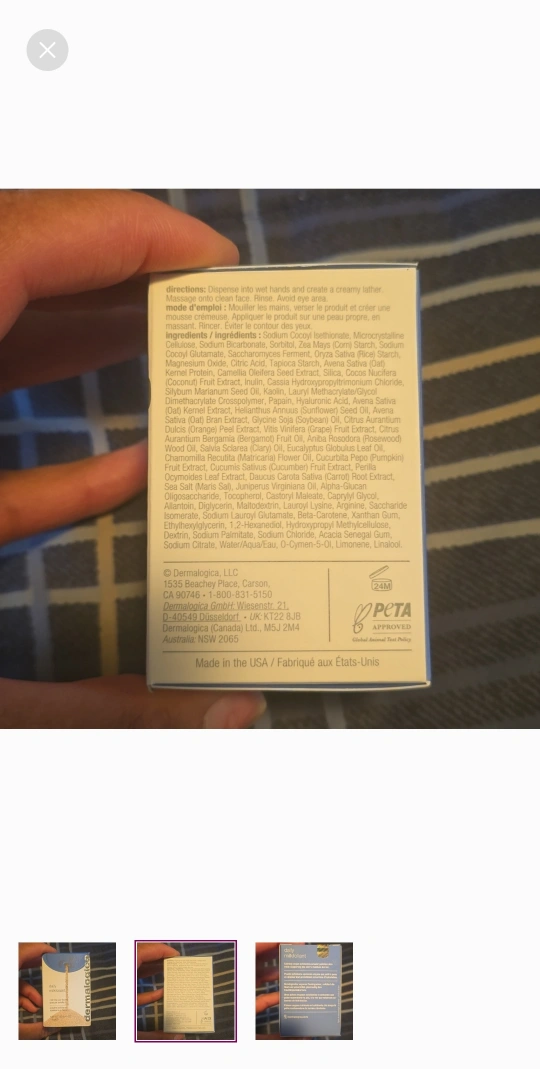 directions: Dispense into wet hands and create a creamy lather.
Massage onto clean face. Rinse. Avoid eye area.
mode d'emploi : Mouiller les mains, verser le produit et créer une
mousse crémeuse. Appliquer le produit sur une peau propre, en
massant. Rincer. Éviter le contour des yeux.
ingredients / ingrédients : Sodium Cocoyl Isethionate, Microcrystalline
Cellulose, Sodium Bicarbonate, Sorbitol, Zea Mays (Corn) Starch, Sodium
Cocoyl Glutamate, Saccharomyces Ferment, Oryza Sativa (Rice) Starch,
Magnesium Oxide, Citric Acid, Tapioca Starch, Avena Sativa (Oat)
Kernel Protein, Camellia Oleifera Seed Extract, Silica, Cocos Nucifera
(Coconut) Fruit Extract, Inulin, Cassia Hydroxypropyltrimonium Chloride,
Silybum Marianum Seed Oil, Kaolin, Lauryl Methacrylate/Glycol
Dimethacrylate Crosspolymer, Papain, Hyaluronic Acid, Avena Sativa
(Oat) Kernel Extract, Helianthus Annuus (Sunflower) Seed Oil, Avena
Sativa (Oat) Bran Extract, Glycine Soja (Soybean) Oil, Citrus Aurantium
Dulcis (Orange) Peel Extract, Vitis Vinifera (Grape) Fruit Extract, Citrus
Aurantium Bergamia (Bergamot) Fruit Oil, Aniba Rosodora (Rosewood)
Wood Oil, Salvia Sclarea (Clary) Oil, Eucalyptus Globulus Leaf Oil,
Chamomilla Recutita (Matricaria) Flower Oil, Cucurbita Pepo (Pumpkin)
Fruit Extract, Cucumis Sativus (Cucumber) Fruit Extract, Perilla
Ocymoides Leaf Extract, Daucus Carota Sativa (Carrot) Root Extract,
Sea Salt (Maris Sal), Juniperus Virginiana Oil, Alpha-Glucan
Oligosaccharide, Tocopherol, Castoryl Maleate, Caprylyl Glycol,
Allantoin, Diglycerin, Maltodextrin, Lauroyl Lysine, Arginine, Saccharide
Isomerate, Sodium Lauroyl Glutamate, Beta-Carotene, Xanthan Gum,
Ethylhexylglycerin, 1,2-Hexanediol, Hydroxypropyl Methylcellulose,
Dextrin, Sodium Palmitate, Sodium Chloride, Acacia Senegal Gum,
Sodium Citrate, Water/Aqua/Eau, O-Cymen-5-Ol, Limonene, Linalool.
© Dermalogica, LLC
1535 Beachey Place, Carson,
CA 90746 • 1-800-831-5150
Dermalogica GmbH: Wiesenstr. 21,
D-40549 Düsseldorf • UK: KT22 8JB
Dermalogica (Canada) Ltd., M5J 2M4
Australia: NSW 2065
24M
PeTA
APPROVED
Global Animal Test Policy
Made in the USA / Fabriqué aux États-Unis
dermalogica